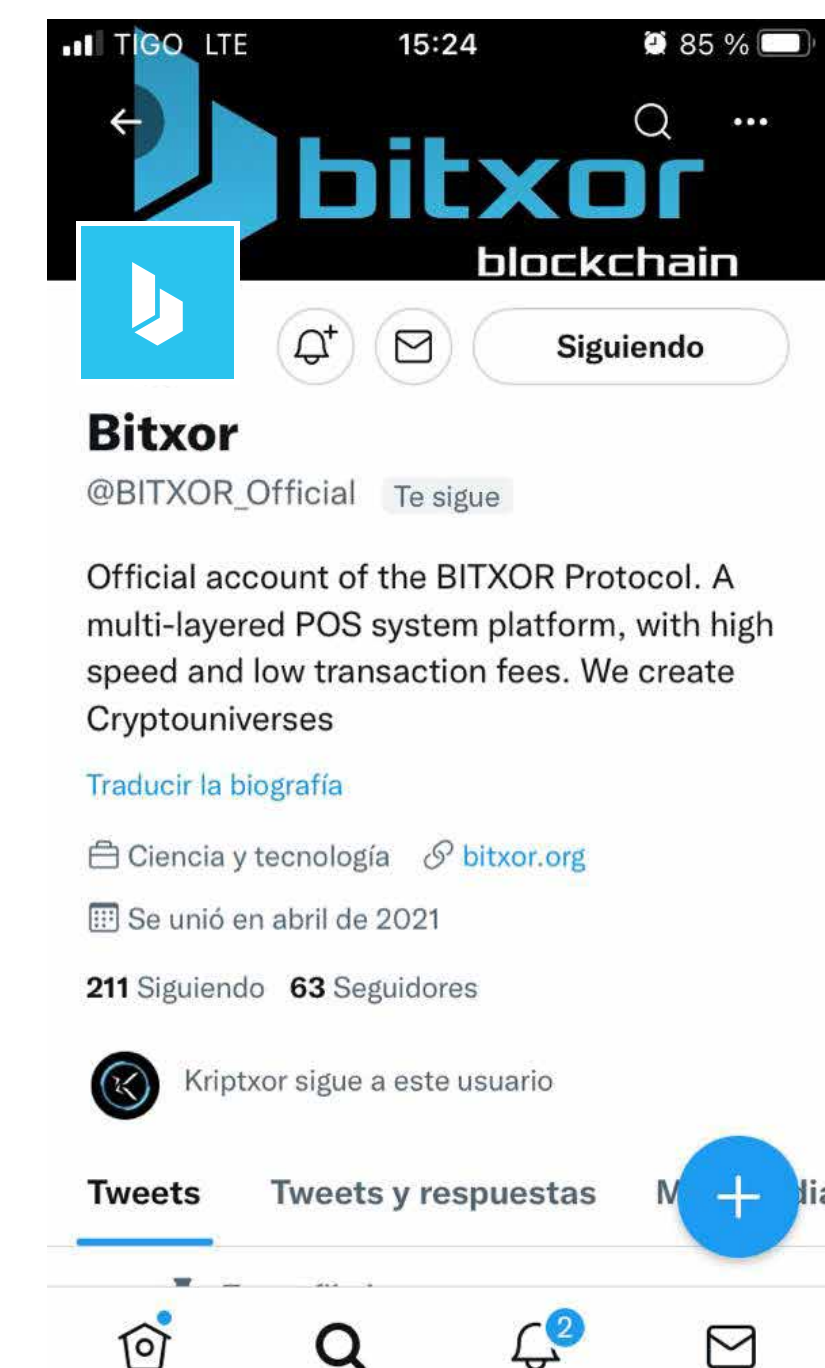 TIGO LTE 15:24 85 %
bitxor
blockchain
Siguiendo
Bitxor
@BITXOR_Official Te sigue
Official account of the BITXOR Protocol. A
multi-layered POS system platform, with high
speed and low transaction fees. We create
Cryptouniverses
Traducir la biografía
Ciencia y tecnología bitxor.org
Se unió en abril de 2021
211 Siguiendo 63 Seguidores
Kriptxor sigue a este usuario
Tweets Tweets y respuestas
2